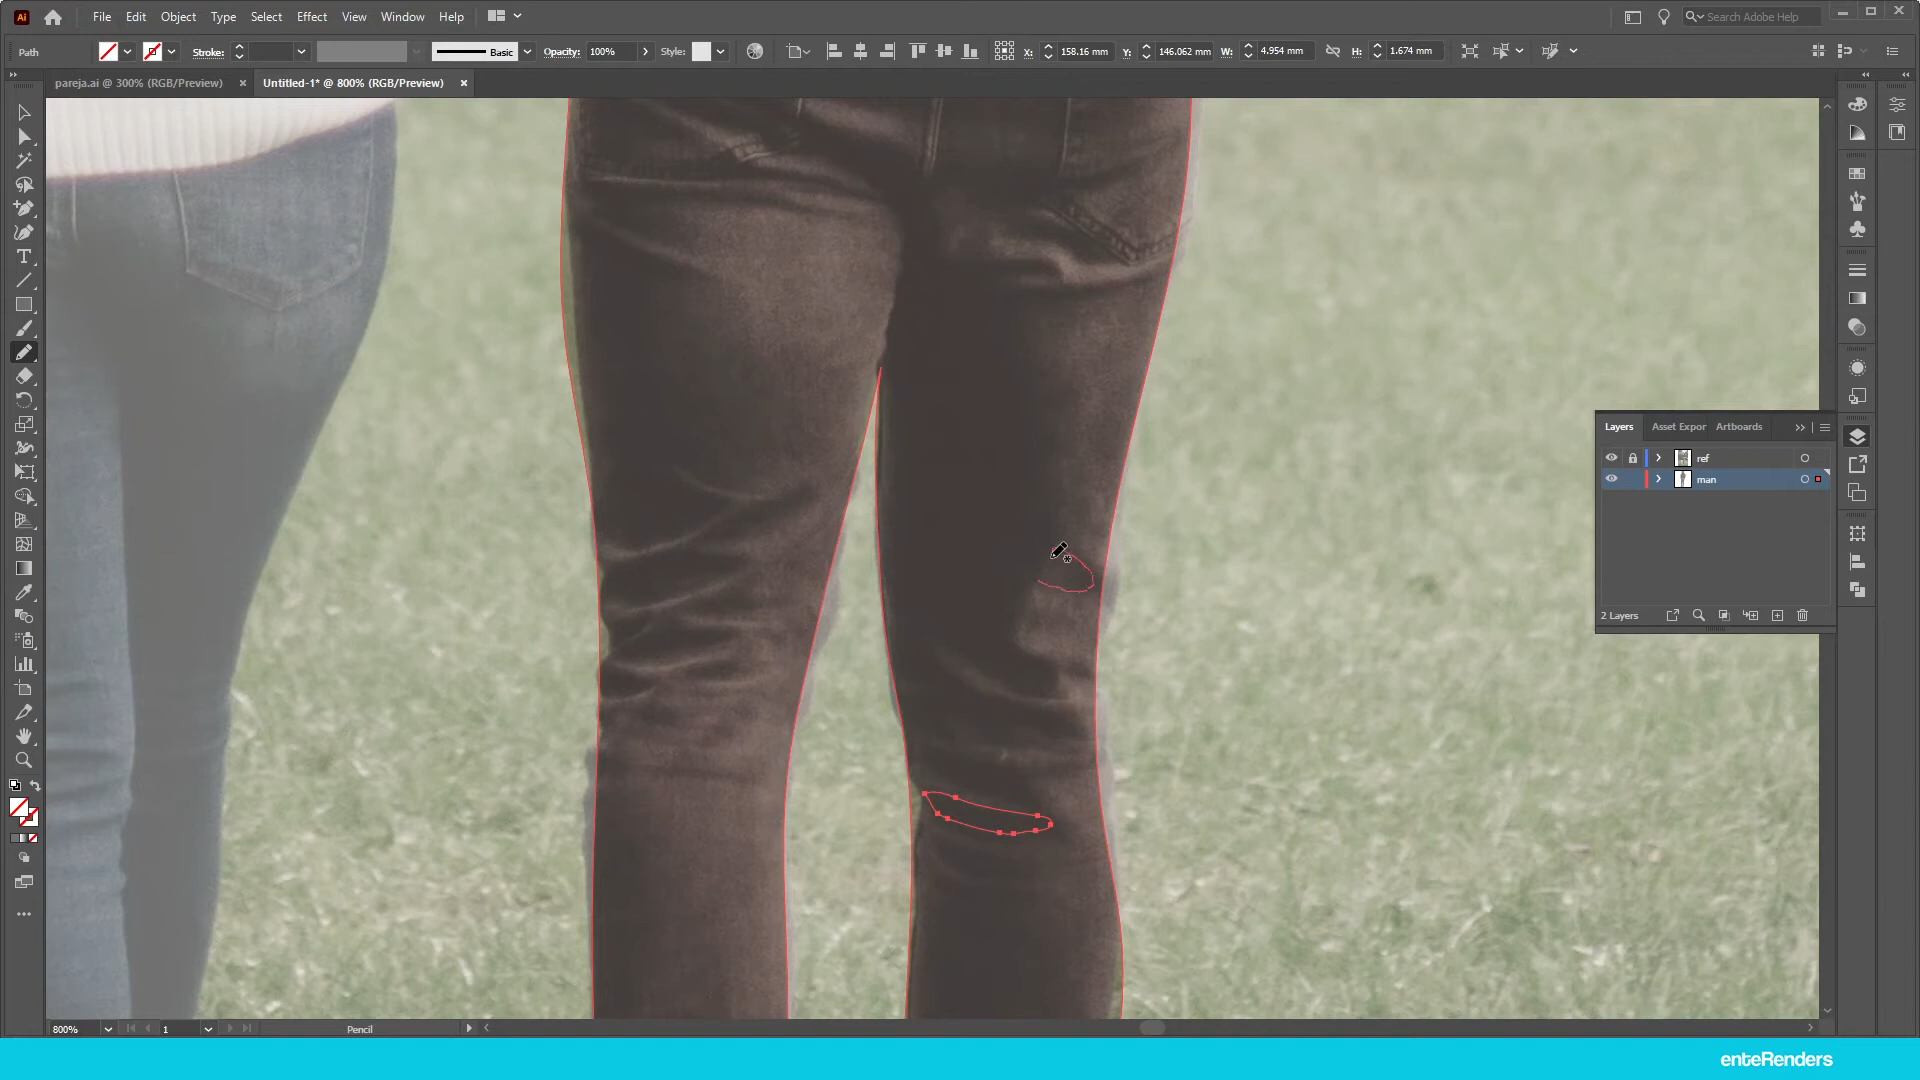 Ai File Edit Object Type Select Effect View Window Help Search Adobe Help
Path Stroke: Basic Opacity: 100% Style: X: 158.16 mm Y: 146.062 mm W: 4.954 mm H: 1.674 mm
pareja.ai @ 300% (RGB/Preview) Untitled-1* @ 800% (RGB/Preview)
Layers Asset Expor Artboards
ref
man
2 Layers
800% 1 Pencil
enteRenders